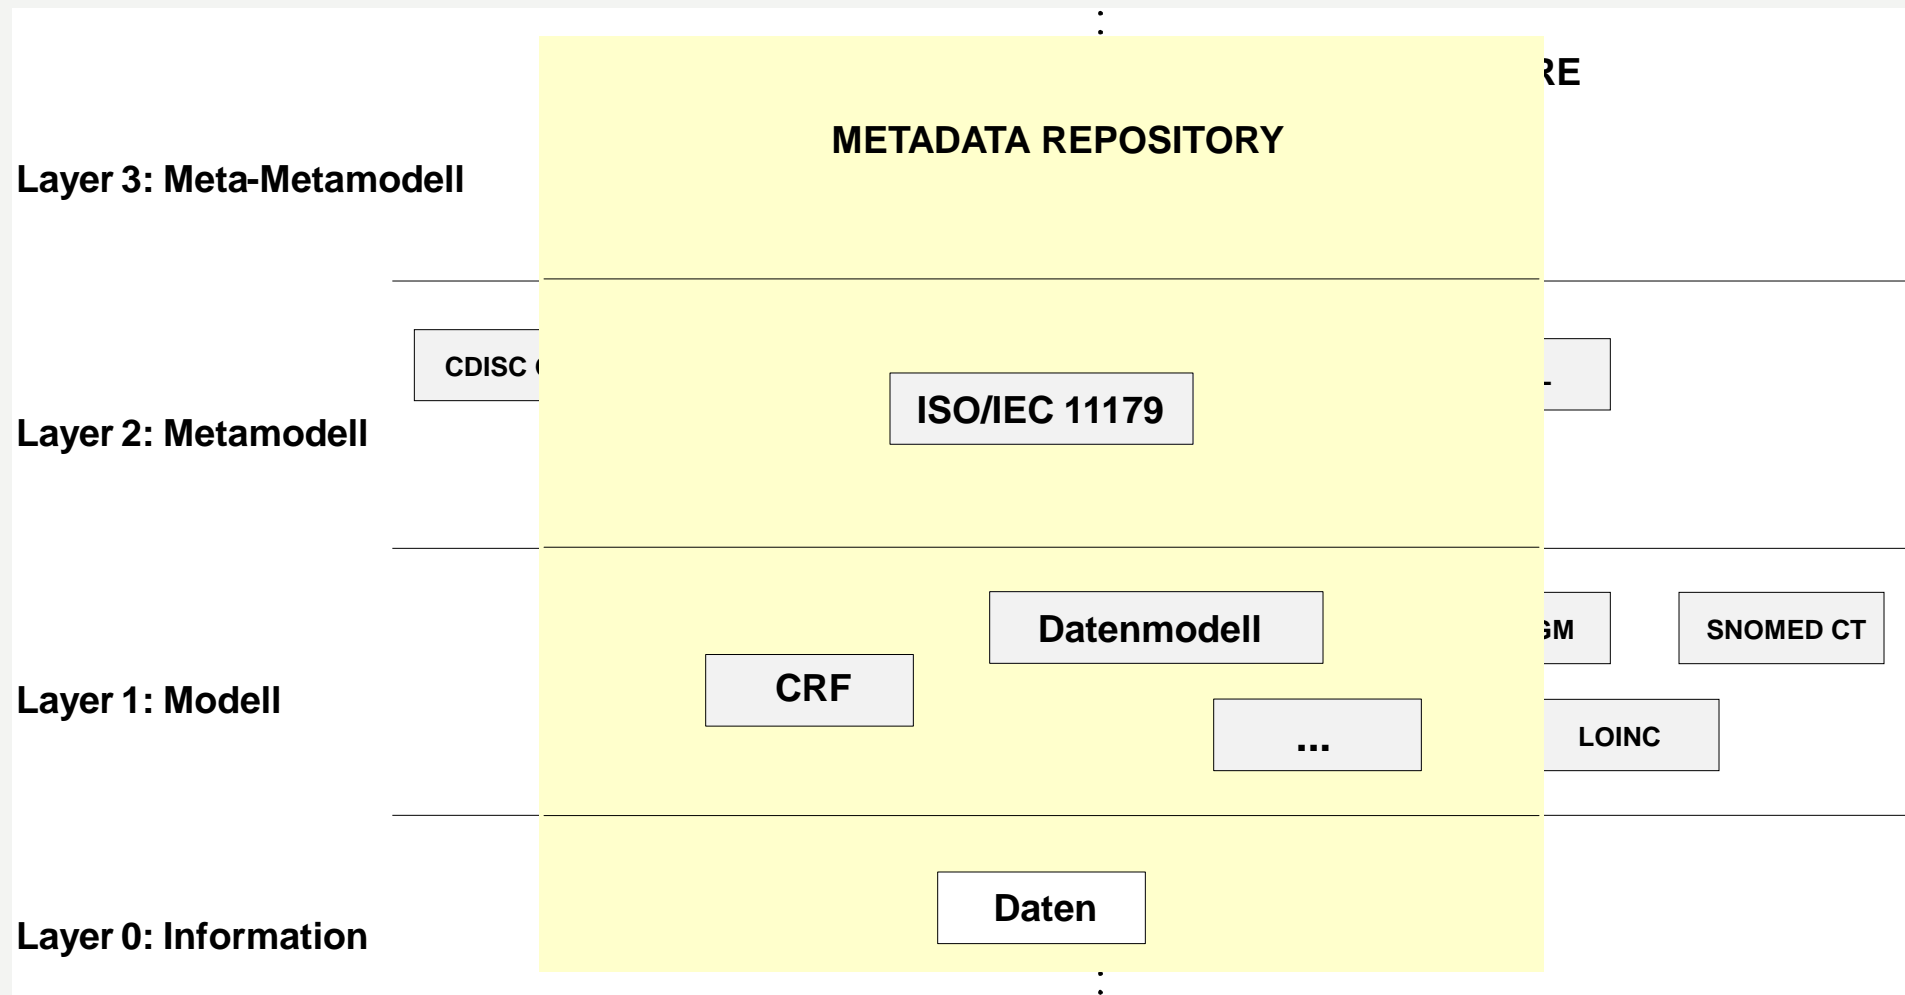 RE
METADATA REPOSITORY
Layer 3: Meta-Metamodell
CDISC
ISO/IEC 11179
Layer 2: Metamodell
Datenmodell
GM
SNOMED CT
CRF
Layer 1: Modell
...
LOINC
Daten
Layer 0: Information